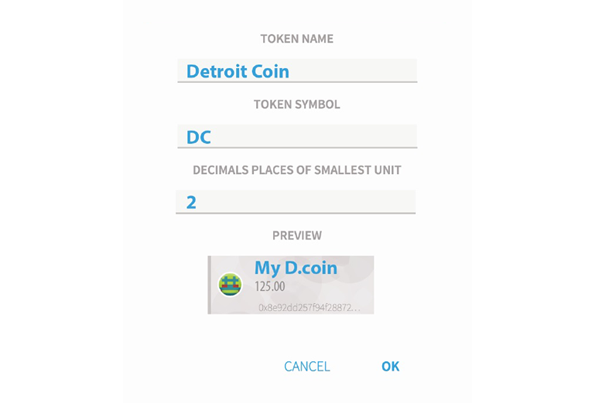 TOKEN NAME
Detroit Coin
TOKEN SYMBOL
DC
DECIMALS PLACES OF SMALLEST UNIT
2
PREVIEW
My D.coin
125.00
0x8e92dd257f94f28872...
CANCEL OK